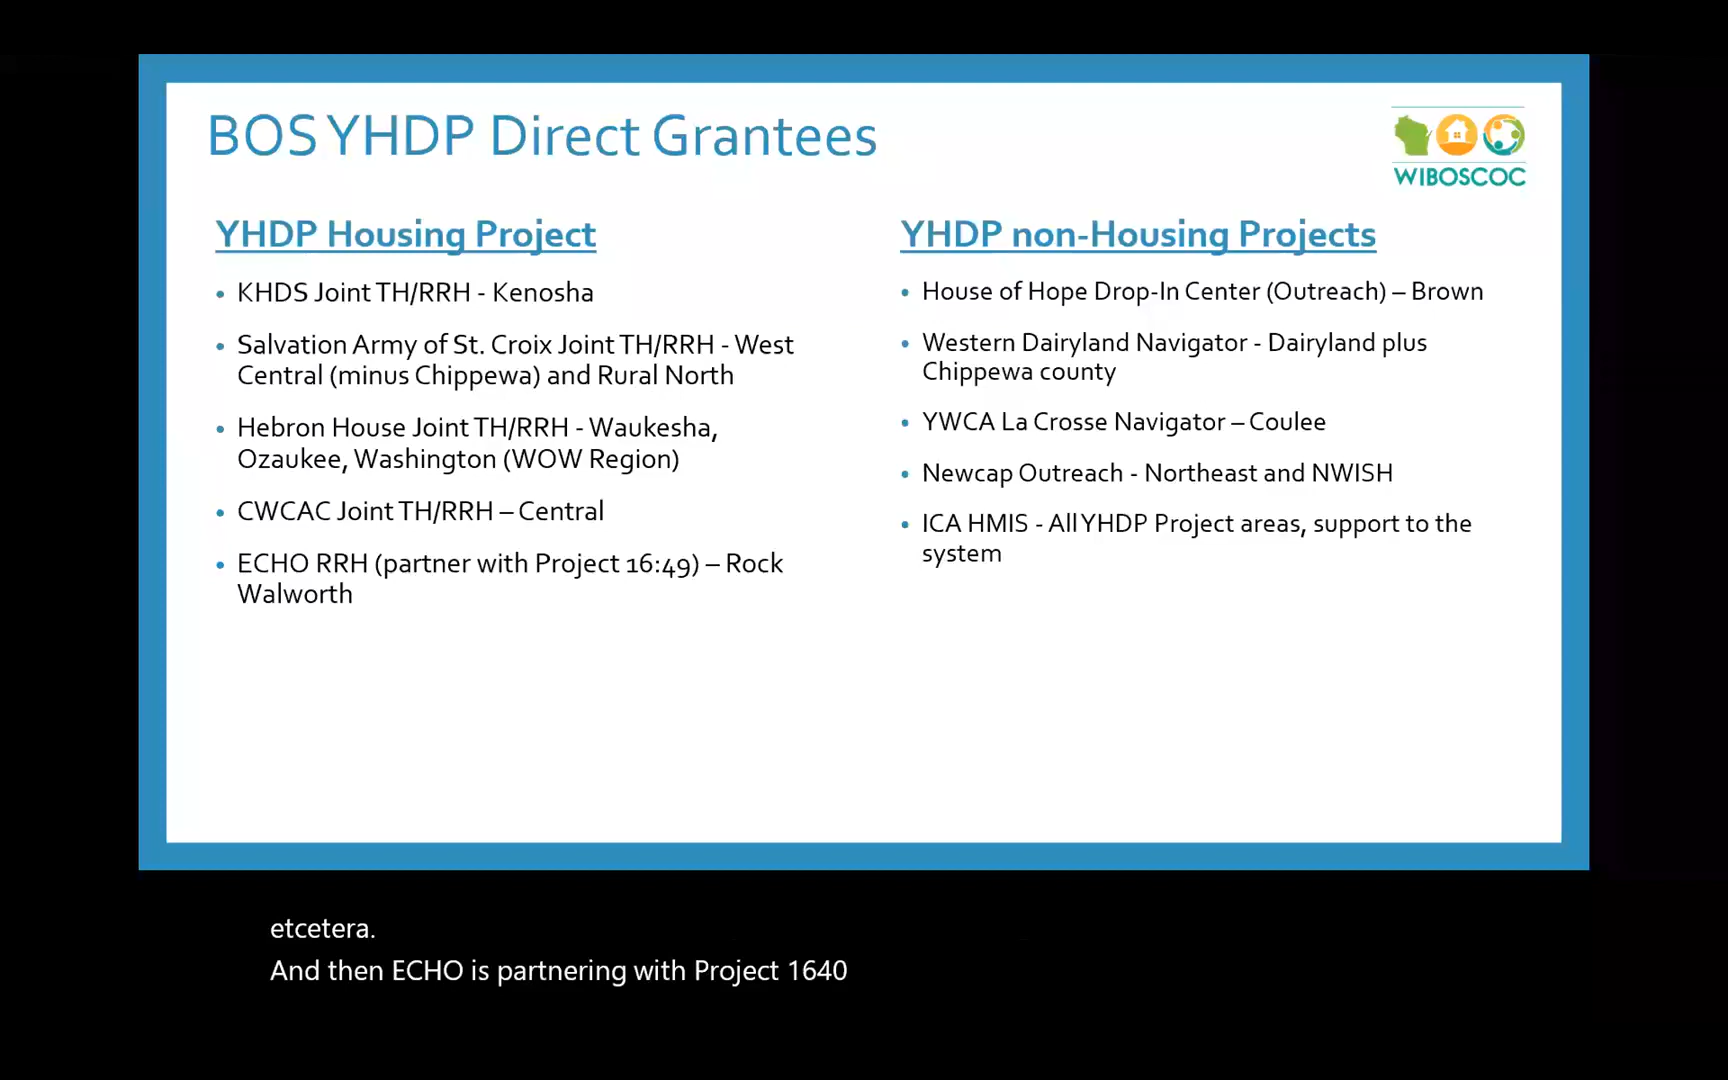 BOS YHDP Direct Grantees
WIBOSCOC
YHDP Housing Project
• KHDS Joint TH/RRH - Kenosha
• Salvation Army of St. Croix Joint TH/RRH - West
Central (minus Chippewa) and Rural North
• Hebron House Joint TH/RRH - Waukesha,
Ozaukee, Washington (WOW Region)
• CWCAC Joint TH/RRH – Central
• ECHO RRH (partner with Project 16:49) – Rock
Walworth
YHDP non-Housing Projects
• House of Hope Drop-In Center (Outreach) – Brown
• Western Dairyland Navigator - Dairyland plus
Chippewa county
• YWCA La Crosse Navigator – Coulee
• Newcap Outreach - Northeast and NWISH
• ICA HMIS - All YHDP Project areas, support to the
system
etcetera.
And then ECHO is partnering with Project 1640